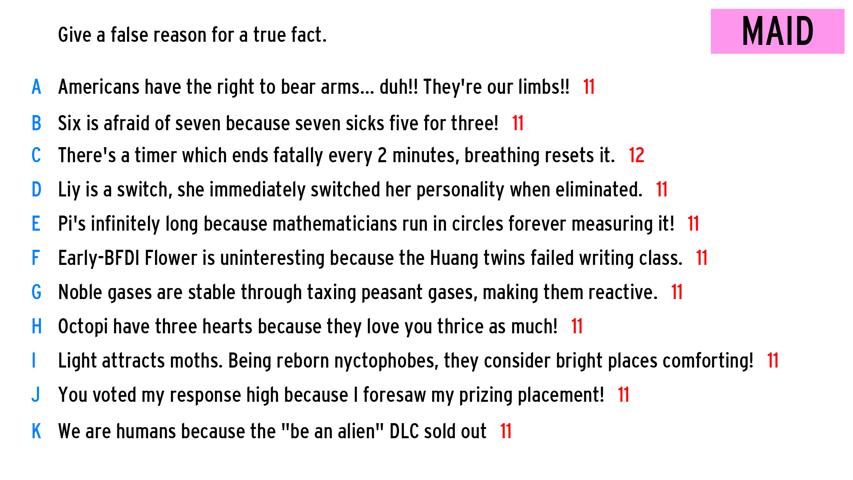 Give a false reason for a true fact.
MAID
A Americans have the right to bear arms... duh!! They're our limbs!! 11
B Six is afraid of seven because seven sicks five for three! 11
C There's a timer which ends fatally every 2 minutes, breathing resets it. 12
D Liy is a switch, she immediately switched her personality when eliminated. 11
E Pi's infinitely long because mathematicians run in circles forever measuring it! 11
F Early-BFDI Flower is uninteresting because the Huang twins failed writing class. 11
G Noble gases are stable through taxing peasant gases, making them reactive. 11
H Octopi have three hearts because they love you thrice as much! 11
I Light attracts moths. Being reborn nyctophobes, they consider bright places comforting! 11
J You voted my response high because I foresaw my prizing placement! 11
K We are humans because the "be an alien" DLC sold out 11